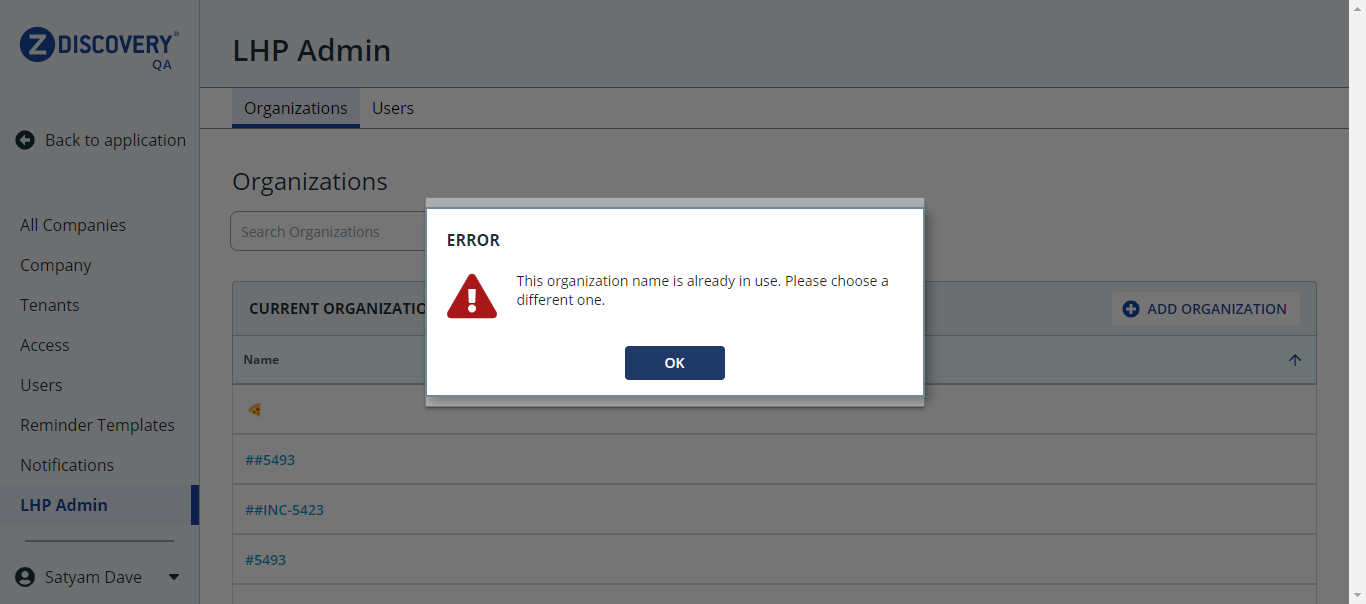 Z DISCOVERY®
QA
Back to application
All Companies
Company
Tenants
Access
Users
Reminder Templates
Notifications
LHP Admin
Satyam Dave
LHP Admin
Organizations Users
Organizations
Search Organizations
CURRENT ORGANIZATIO
ADD ORGANIZATION
Name
##5493
##INC-5423
#5493
ERROR
This organization name is already in use. Please choose a
different one.
OK